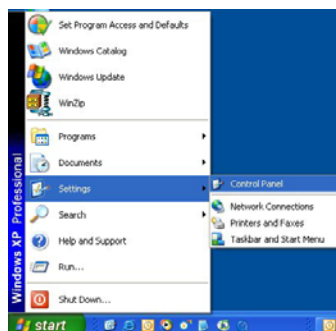 Set Program Access and Defaults
Windows Catalog
Windows Update
WinZip
Programs
Documents
Settings
Search
Help and Support
Run...
Shut Down...
Control Panel
Network Connections
Printers and Faxes
Taskbar and Start Menu
Windows XP Professional
start